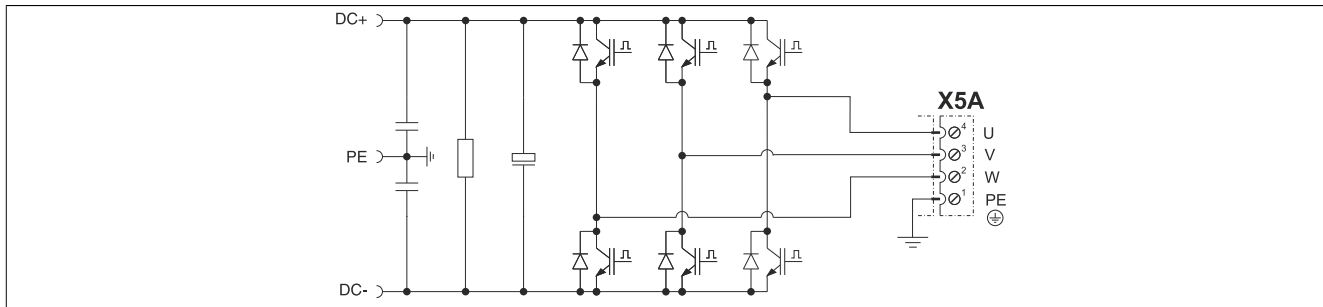 DC+
X5A
4 U
PE
3 V
2 W
1 PE
DC-